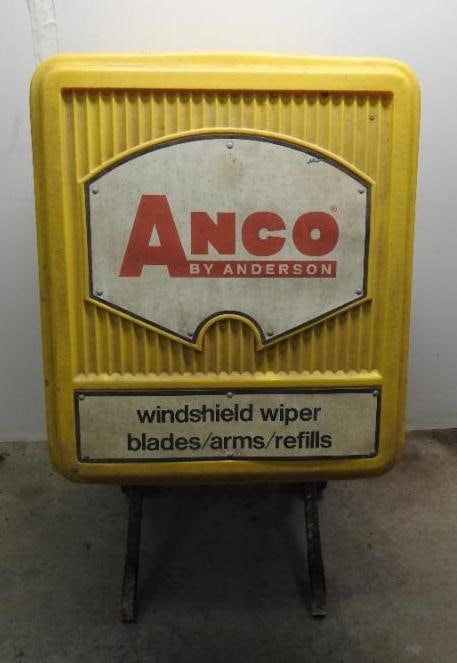 ANCO®
BY ANDERSON
windshield wiper
blades/arms/refills